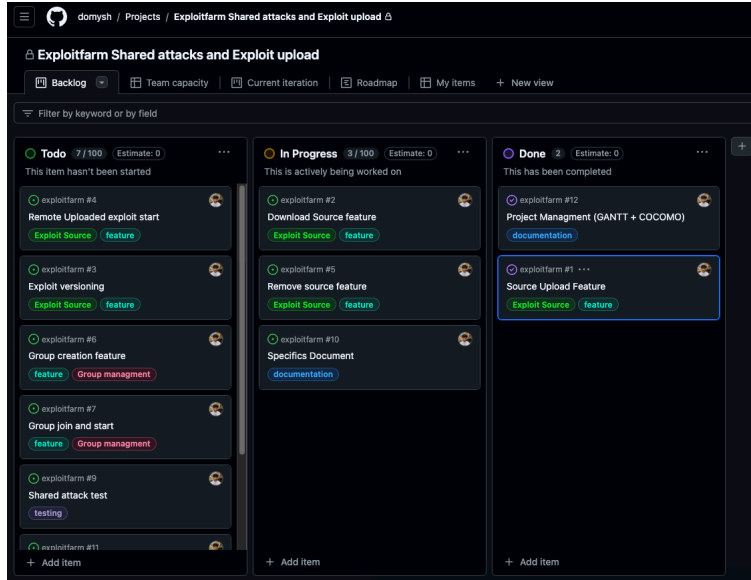 domysh / Projects / Exploitfarm Shared attacks and Exploit upload
Exploitfarm Shared attacks and Exploit upload
Backlog
Team capacity
Current iteration
Roadmap
My items
+ New view
Filter by keyword or by field
Todo 7 / 100 Estimate: 0 ...
This item hasn't been started
exploitfarm #4
Remote Uploaded exploit start
Exploit Source feature
exploitfarm #3
Exploit versioning
Exploit Source feature
exploitfarm #6
Group creation feature
feature Group managment
exploitfarm #7
Group join and start
feature Group managment
exploitfarm #9
Shared attack test
testing
exploitfarm #11
+ Add item
In Progress 3 / 100 Estimate: 0 ...
This is actively being worked on
exploitfarm #2
Download Source feature
Exploit Source feature
exploitfarm #5
Remove source feature
Exploit Source feature
exploitfarm #10
Specifics Document
documentation
+ Add item
Done 2 Estimate: 0 ...
This has been completed
exploitfarm #12
Project Managment (GANTT + COCOMO)
documentation
exploitfarm #1 ...
Source Upload Feature
Exploit Source feature
+ Add item
+